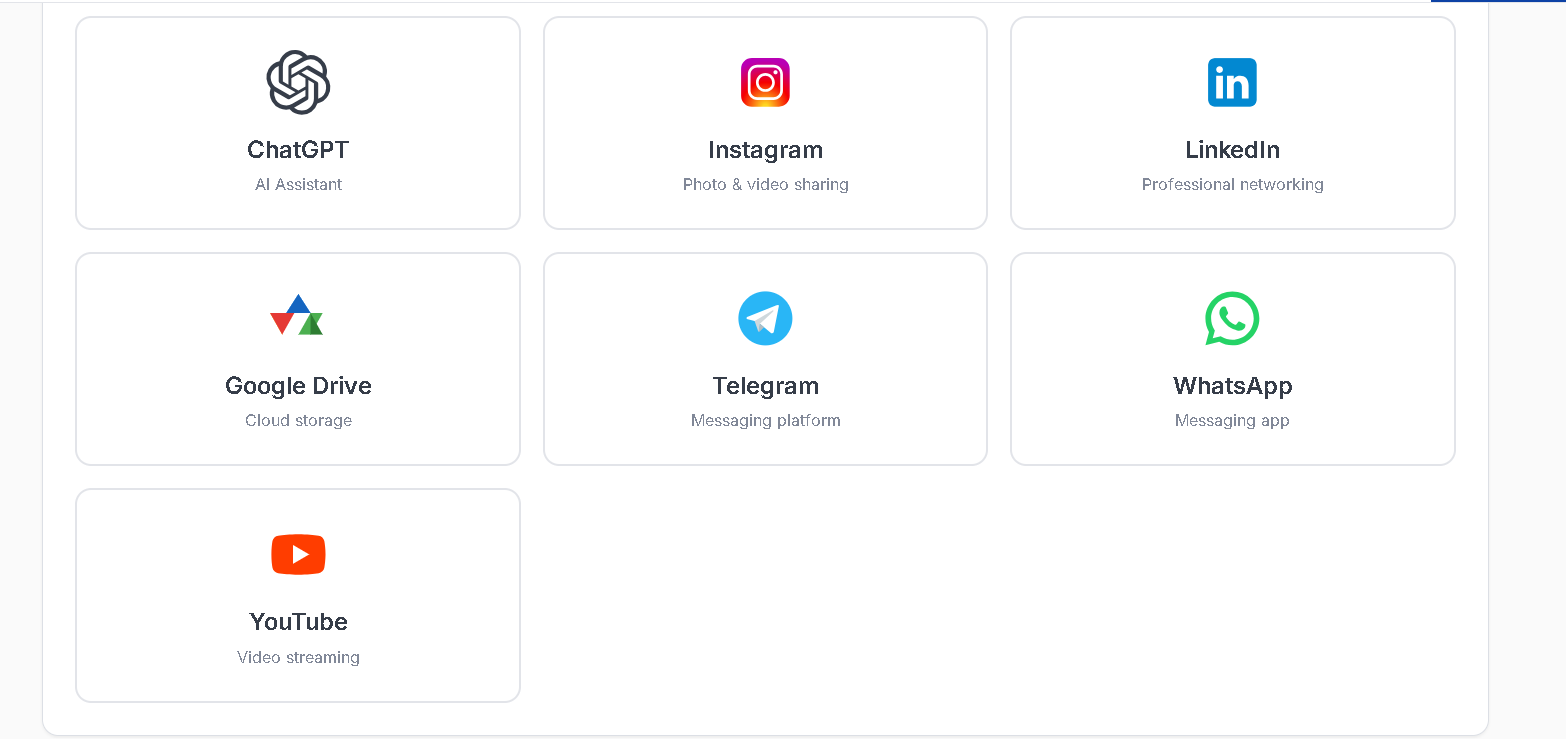 ChatGPT
AI Assistant
Instagram
Photo & video sharing
in
LinkedIn
Professional networking
Google Drive
Cloud storage
Telegram
Messaging platform
WhatsApp
Messaging app
YouTube
Video streaming